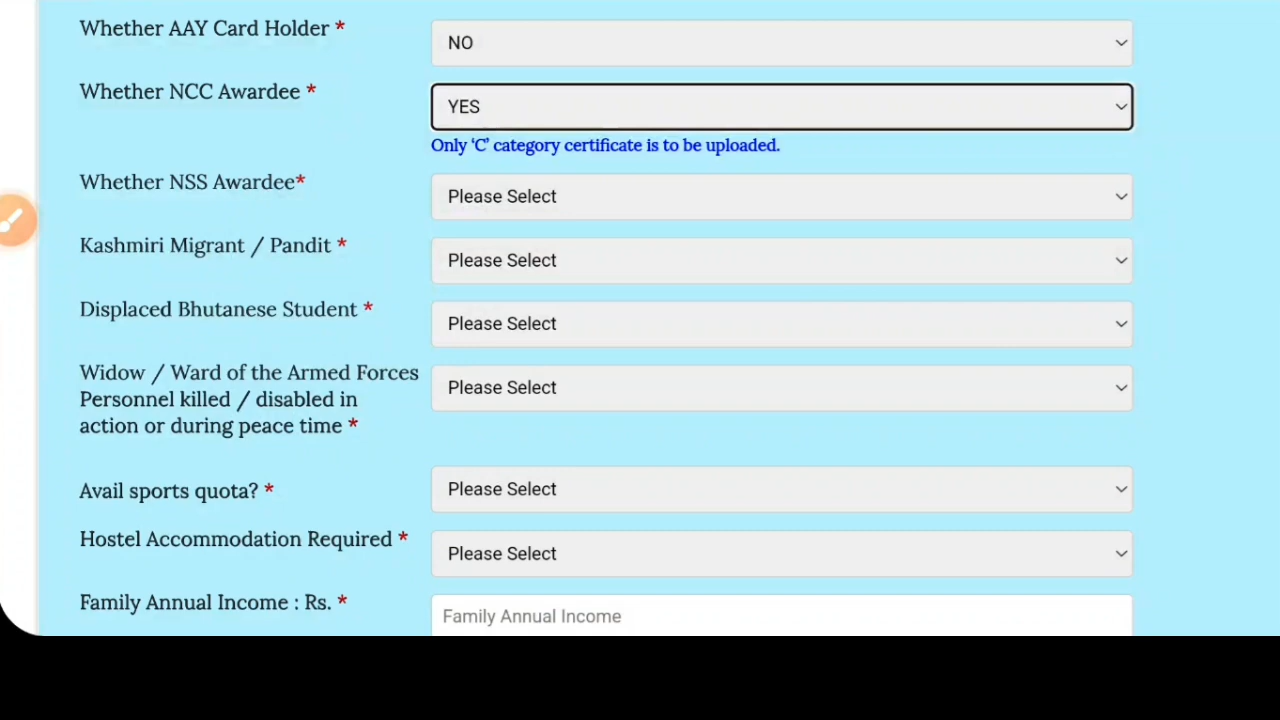 Whether AAY Card Holder *
NO
Whether NCC Awardee *
YES
Only ‘C’ category certificate is to be uploaded.
Whether NSS Awardee*
Please Select
Kashmiri Migrant / Pandit *
Please Select
Displaced Bhutanese Student *
Please Select
Widow / Ward of the Armed Forces
Personnel killed / disabled in
action or during peace time *
Please Select
Avail sports quota? *
Please Select
Hostel Accommodation Required *
Please Select
Family Annual Income : Rs. *
Family Annual Income